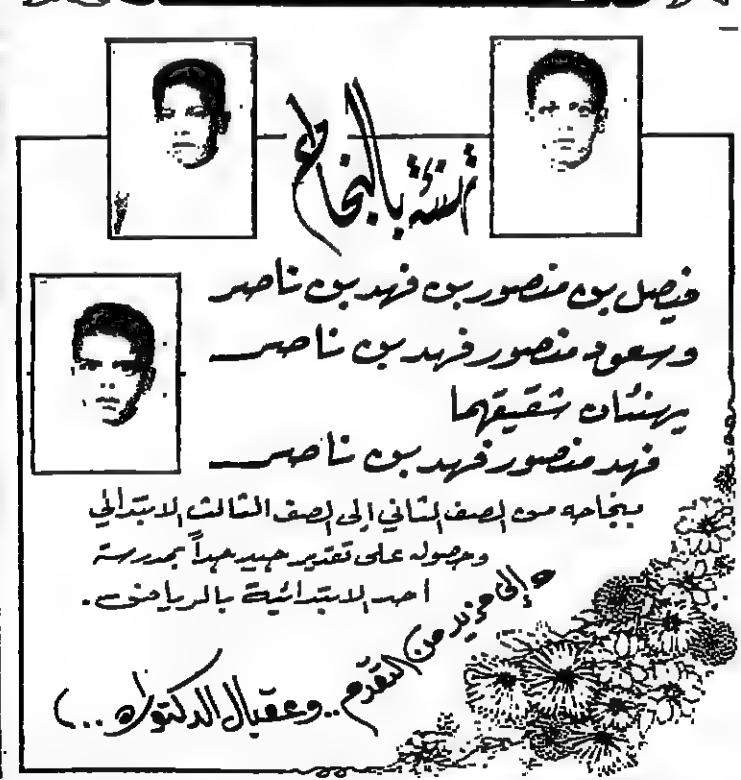 تهنئة بالنجاح
فيصل بن منصور بن فهد بن ناصر
وسعود منصور فهد بن ناصر
يهنئان شقيقهما
فهد منصور فهد بن ناصر
بنجاحه من الصف الثاني إلى الصف الثالث الابتدائي
وحصوله على تقدير جيد جداً بمدرسة
أحد الابتدائية بالرياض .
وإلى مزيد من التقدم .. وعقبال الدكتوراه ...